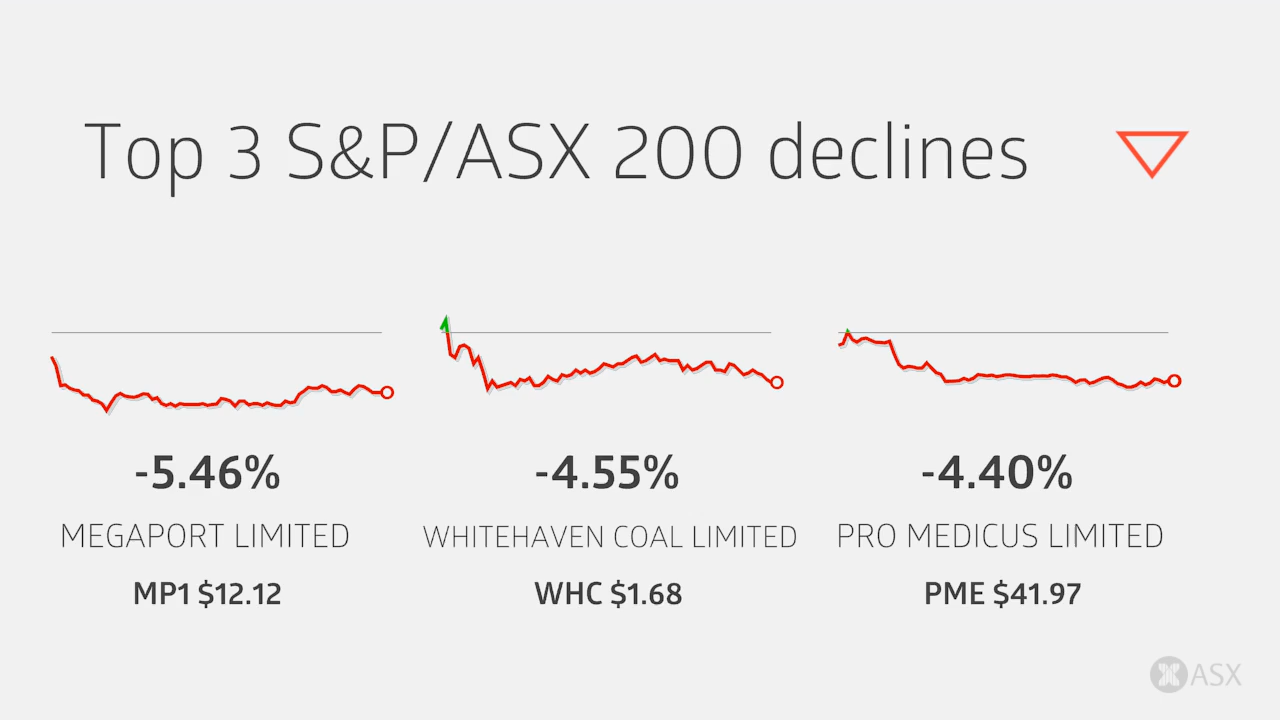 Top 3 S&P/ASX 200 declines
-5.46%
MEGAPORT LIMITED
MP1 $12.12
-4.55%
WHITEHAVEN COAL LIMITED
WHC $1.68
-4.40%
PRO MEDICUS LIMITED
PME $41.97
ASX